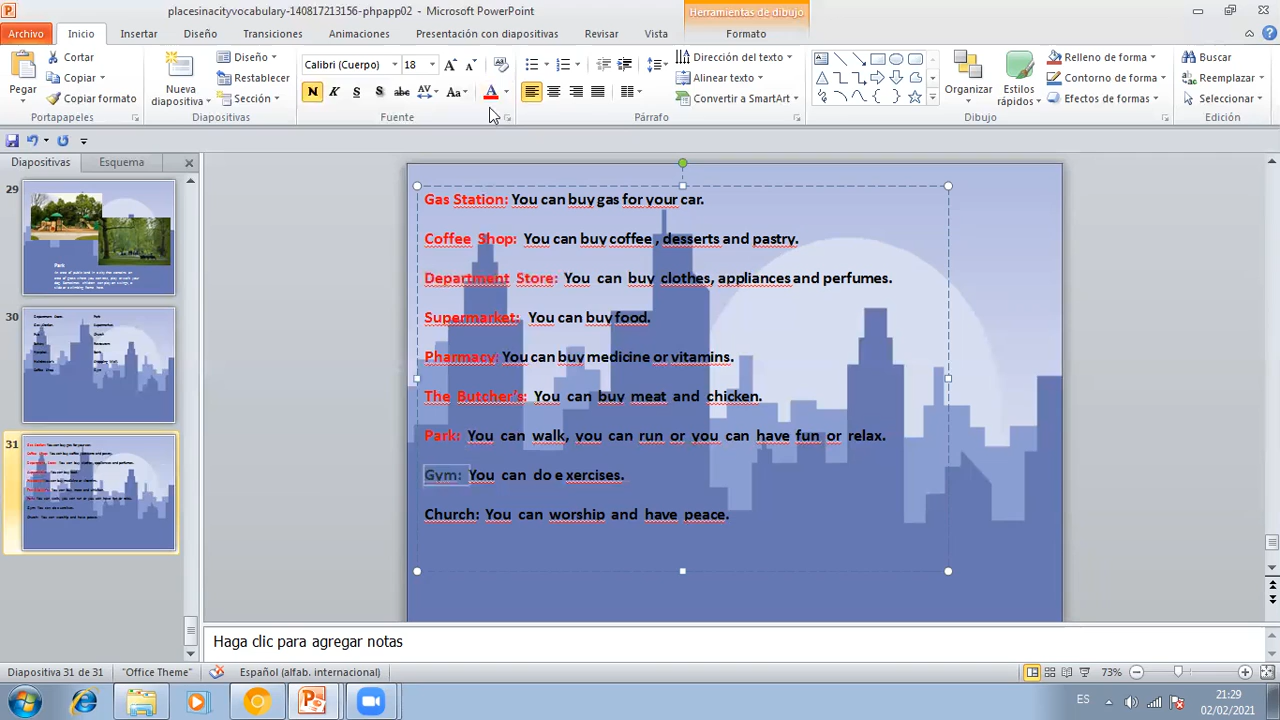 placesinacityvocabulary-140817213156-phpapp02 - Microsoft PowerPoint
Herramientas de dibujo
Archivo Inicio Insertar Diseño Transiciones Animaciones Presentación con diapositivas Revisar Vista Formato
Pegar
Cortar
Copiar
Copiar formato
Portapapeles
Nueva diapositiva
Diseño
Restablecer
Sección
Diapositivas
Calibri (Cuerpo) 18
N K S S abc AV Aa A
Fuente
Dirección del texto
Alinear texto
Convertir a SmartArt
Párrafo
Organizar
Estilos rápidos
Relleno de forma
Contorno de forma
Efectos de formas
Dibujo
Buscar
Reemplazar
Seleccionar
Edición
Diapositivas Esquema
29
Park
30
31
Gas Station: You can buy gas for your car.
Coffee Shop: You can buy coffee , desserts and pastry.
Department Store: You can buy clothes, appliances and perfumes.
Supermarket: You can buy food.
Pharmacy: You can buy medicine or vitamins.
The Butcher's: You can buy meat and chicken.
Park: You can walk, you can run or you can have fun or relax.
Gym: You can do e xercises.
Church: You can worship and have peace.
Haga clic para agregar notas
Diapositiva 31 de 31 "Office Theme" Español (alfab. internacional) 73%
ES
21:29
02/02/2021